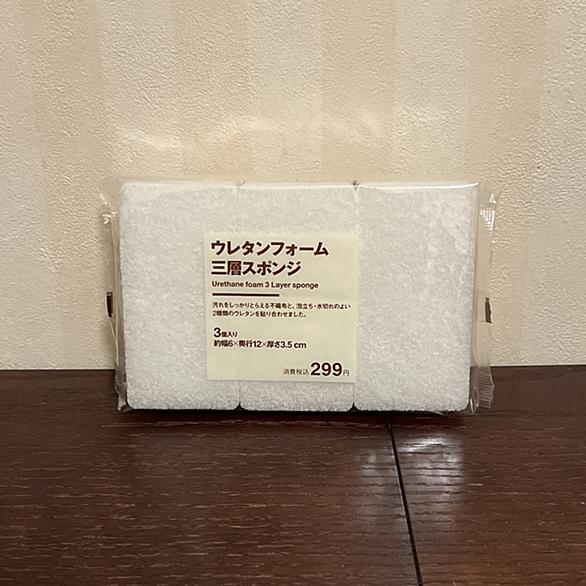 ウレタンフォーム
三層スポンジ
Urethane foam 3 Layer sponge
汚れをしっかりとらえる不織布と、泡立ち・水切れのよい
2種類のウレタンを貼り合わせました。
3個入り
約幅6×奥行12×厚さ3.5cm
消費税込299円